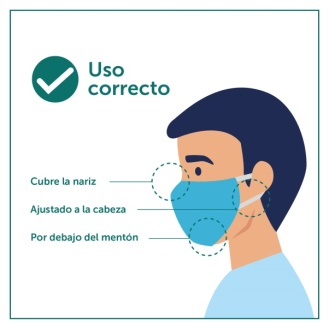 Uso
correcto
Cubre la nariz
Ajustado a la cabeza
Por debajo del mentón